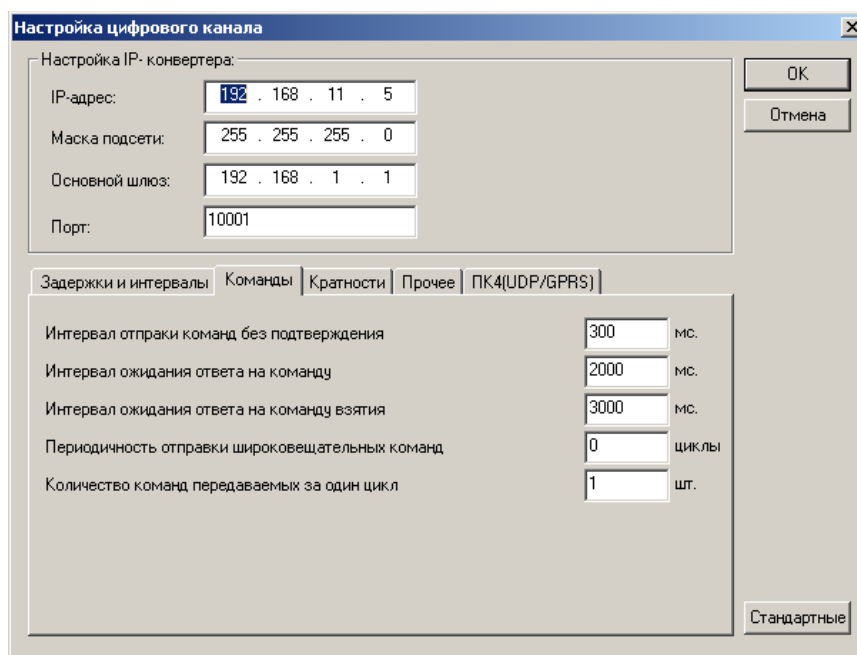 Настройка цифрового канала
Настройка IP- конвертера:
IP-адрес: 192 . 168 . 11 . 5
Маска подсети: 255 . 255 . 255 . 0
Основной шлюз: 192 . 168 . 1 . 1
Порт: 10001
OK
Отмена
Задержки и интервалы Команды Кратности Прочее ПК4(UDP/GPRS)
Интервал отпраки команд без подтверждения 300 мс.
Интервал ожидания ответа на команду 2000 мс.
Интервал ожидания ответа на команду взятия 3000 мс.
Периодичность отправки широковещательных команд 0 циклы
Количество команд передаваемых за один цикл 1 шт.
Стандартные